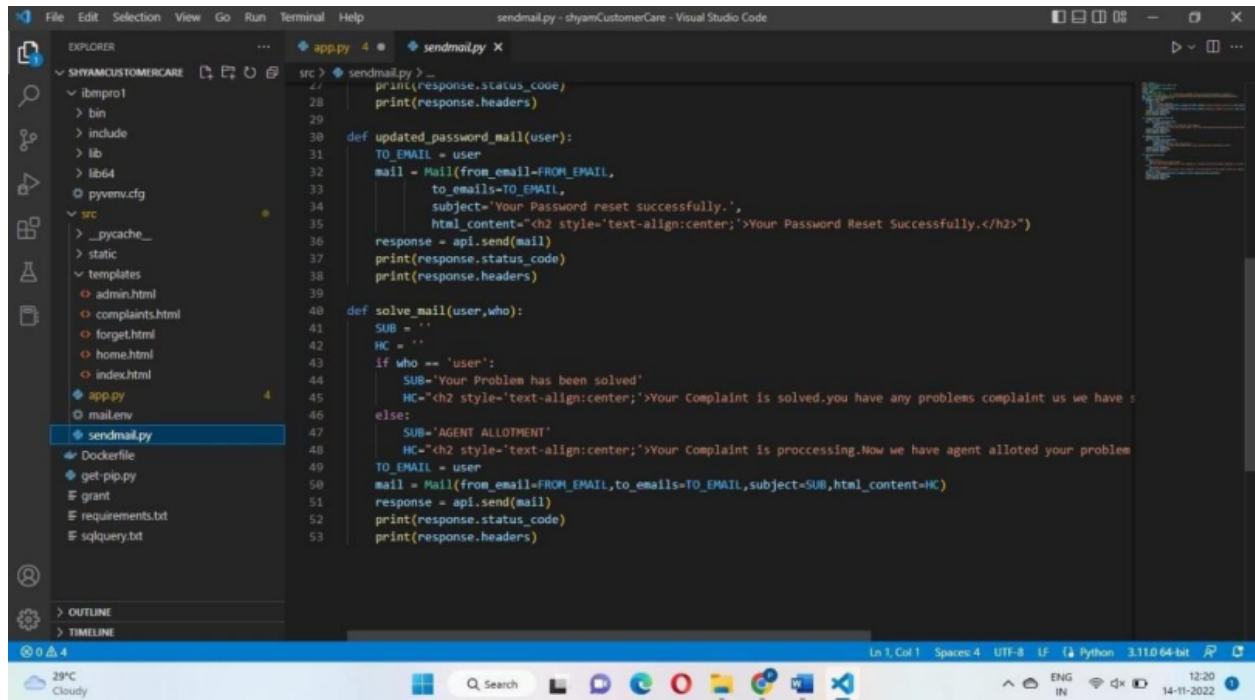 File Edit Selection View Go Run Terminal Help
sendmail.py - shyamCustomerCare - Visual Studio Code
EXPLORER
SHYAMCUSTOMERCARE
ibmpro1
bin
include
lib
lib64
pyvenv.cfg
src
__pycache__
static
templates
admin.html
complaints.html
forget.html
home.html
index.html
app.py 4
mail.env
sendmail.py
Dockerfile
get-pip.py
grant
requirements.txt
sqlquery.txt
OUTLINE
TIMELINE
app.py 4 sendmail.py
src > sendmail.py > ...
27 print(response.status_code)
28 print(response.headers)
29
30 def updated_password_mail(user):
31 TO_EMAIL = user
32 mail = Mail(from_email=FROM_EMAIL,
33 to_emails=TO_EMAIL,
34 subject='Your Password reset successfully.',
35 html_content="<h2 style='text-align:center;'>Your Password Reset Successfully.</h2>")
36 response = api.send(mail)
37 print(response.status_code)
38 print(response.headers)
39
40 def solve_mail(user,who):
41 SUB = ''
42 HC = ''
43 if who == 'user':
44 SUB='Your Problem has been solved'
45 HC="<h2 style='text-align:center;'>Your Complaint is solved.you have any problems complaint us we have s
46 else:
47 SUB='AGENT ALLOTMENT'
48 HC="<h2 style='text-align:center;'>Your Complaint is proccessing.Now we have agent alloted your problem
49 TO_EMAIL = user
50 mail = Mail(from_email=FROM_EMAIL,to_emails=TO_EMAIL,subject=SUB,html_content=HC)
51 response = api.send(mail)
52 print(response.status_code)
53 print(response.headers)
0 4
Ln 1, Col 1 Spaces: 4 UTF-8 LF Python 3.11.0 64-bit
29°C
Cloudy
Search
ENG
IN
12:20
14-11-2022
1